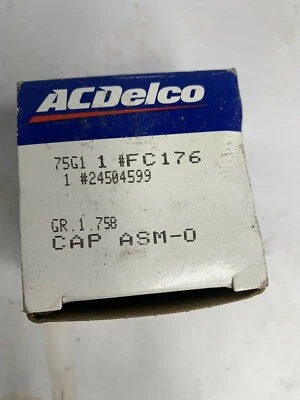 ACDelco
75G1 1 #FC176
1 #24504599
GR.1.758
CAP ASM-O